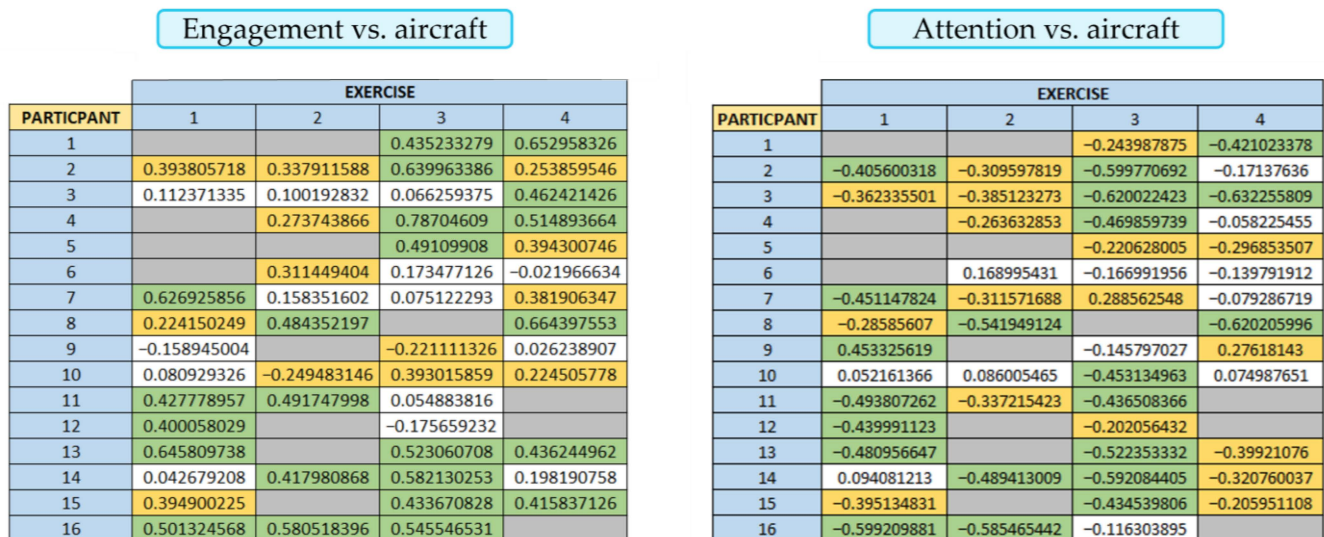 Engagement vs. aircraft
EXERCISE
PARTICPANT 1 2 3 4
1 0.435233279 0.652958326
2 0.393805718 0.337911588 0.639963386 0.253859546
3 0.112371335 0.100192832 0.066259375 0.462421426
4 0.273743866 0.78704609 0.514893664
5 0.49109908 0.394300746
6 0.311449404 0.173477126 −0.021966634
7 0.626925856 0.158351602 0.075122293 0.381906347
8 0.224150249 0.484352197 0.664397553
9 −0.158945004 −0.221111326 0.026238907
10 0.080929326 −0.249483146 0.393015859 0.224505778
11 0.427778957 0.491747998 0.054883816
12 0.400058029 −0.175659232
13 0.645809738 0.523060708 0.436244962
14 0.042679208 0.417980868 0.582130253 0.198190758
15 0.394900225 0.433670828 0.415837126
16 0.501324568 0.580518396 0.545546531
Attention vs. aircraft
EXERCISE
PARTICPANT 1 2 3 4
1 −0.243987875 −0.421023378
2 −0.405600318 −0.309597819 −0.599770692 −0.17137636
3 −0.362335501 −0.385123273 −0.620022423 −0.632255809
4 −0.263632853 −0.469859739 −0.058225455
5 −0.220628005 −0.296853507
6 0.168995431 −0.166991956 −0.139791912
7 −0.451147824 −0.311571688 0.288562548 −0.079286719
8 −0.28585607 −0.541949124 −0.620205996
9 0.453325619 −0.145797027 0.27618143
10 0.052161366 0.086005465 −0.453134963 0.074987651
11 −0.493807262 −0.337215423 −0.436508366
12 −0.439991123 −0.202056432
13 −0.480956647 −0.522353332 −0.39921076
14 0.094081213 −0.489413009 −0.592084405 −0.320760037
15 −0.395134831 −0.434539806 −0.205951108
16 −0.599209881 −0.585465442 −0.116303895